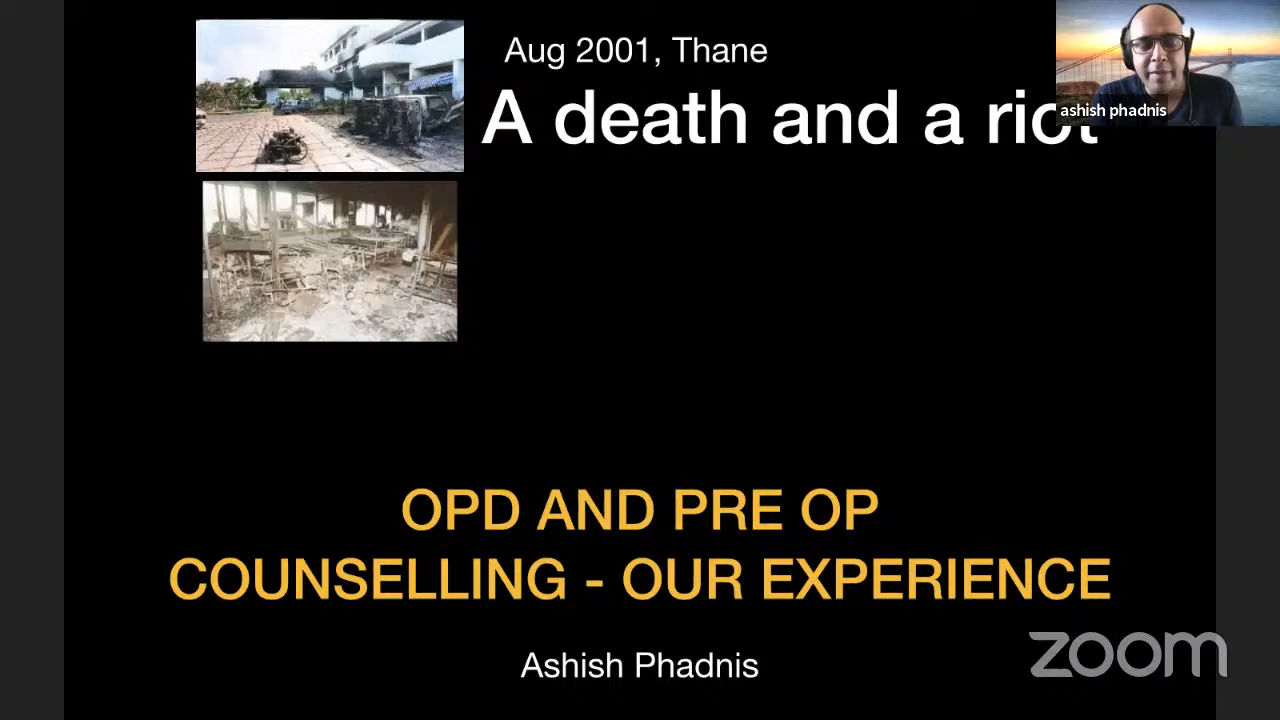 Aug 2001, Thane
A death and a riot
ashish phadnis
OPD AND PRE OP
COUNSELLING - OUR EXPERIENCE
Ashish Phadnis
zoom